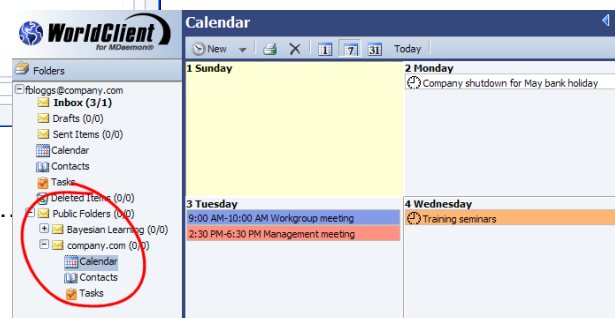 WorldClient
for MDaemon®
Folders
fbloggs@company.com
Inbox (3/1)
Drafts (0/0)
Sent Items (0/0)
Calendar
Contacts
Tasks
Deleted Items (0/0)
Public Folders (0/0)
Bayesian Learning (0/0)
company.com (0/0)
Calendar
Contacts
Tasks
Calendar
New 1 7 31 Today
1 Sunday
2 Monday
Company shutdown for May bank holiday
3 Tuesday
9:00 AM-10:00 AM Workgroup meeting
2:30 PM-6:30 PM Management meeting
4 Wednesday
Training seminars